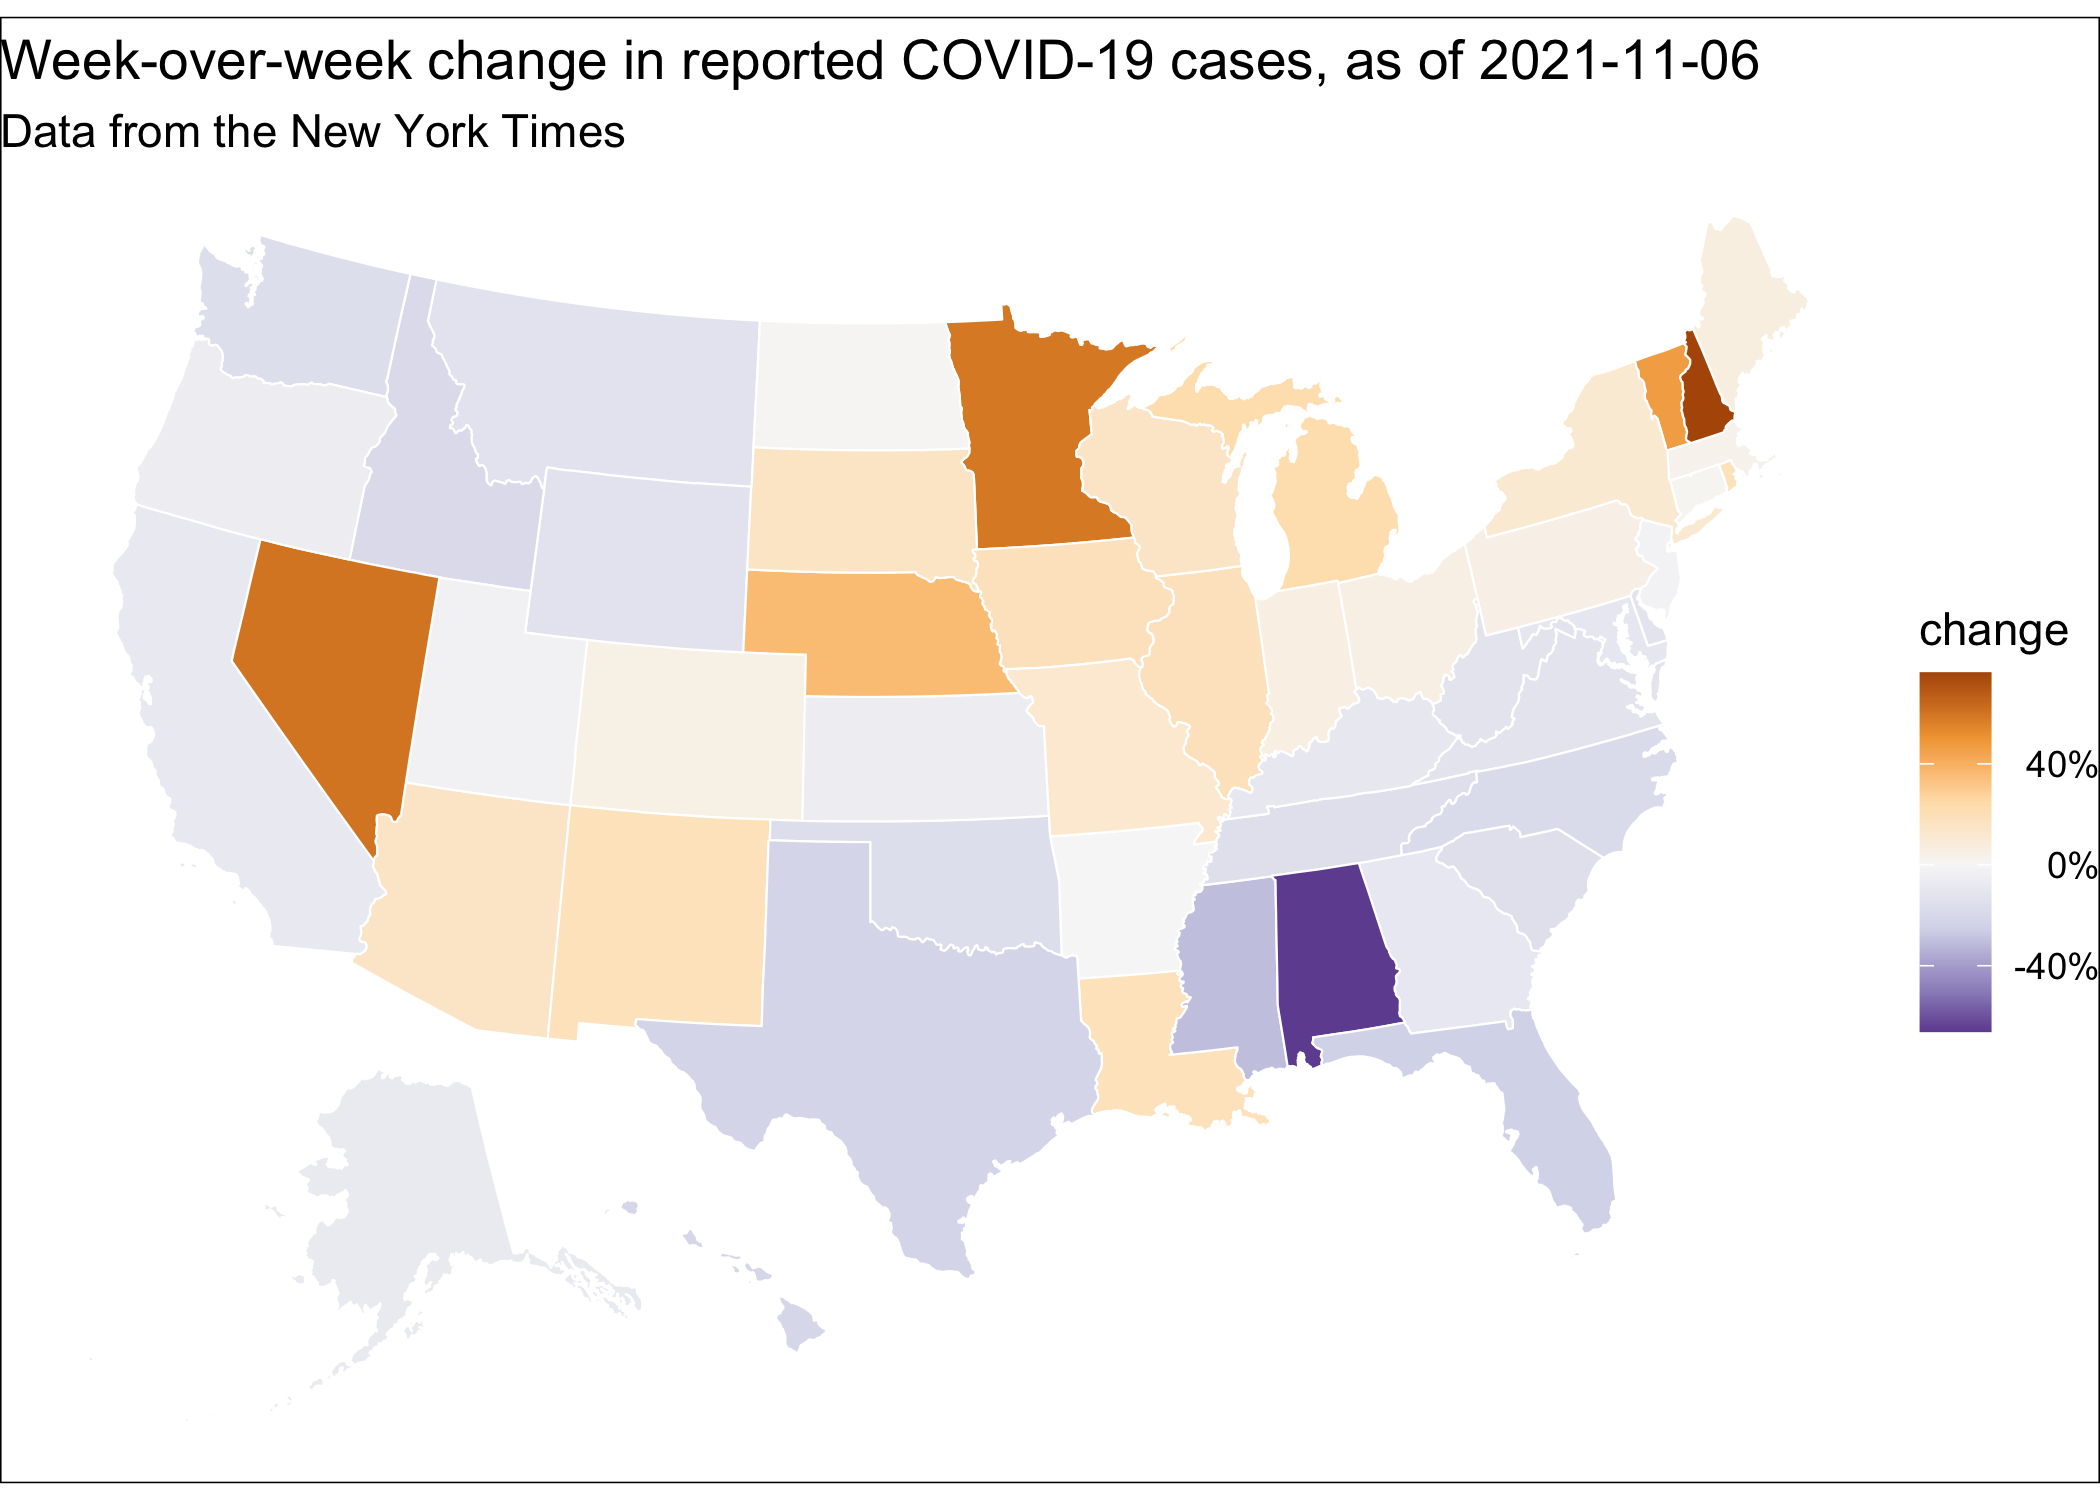 Week-over-week change in reported COVID-19 cases, as of 2021-11-06
Data from the New York Times
change
40%
0%
-40%